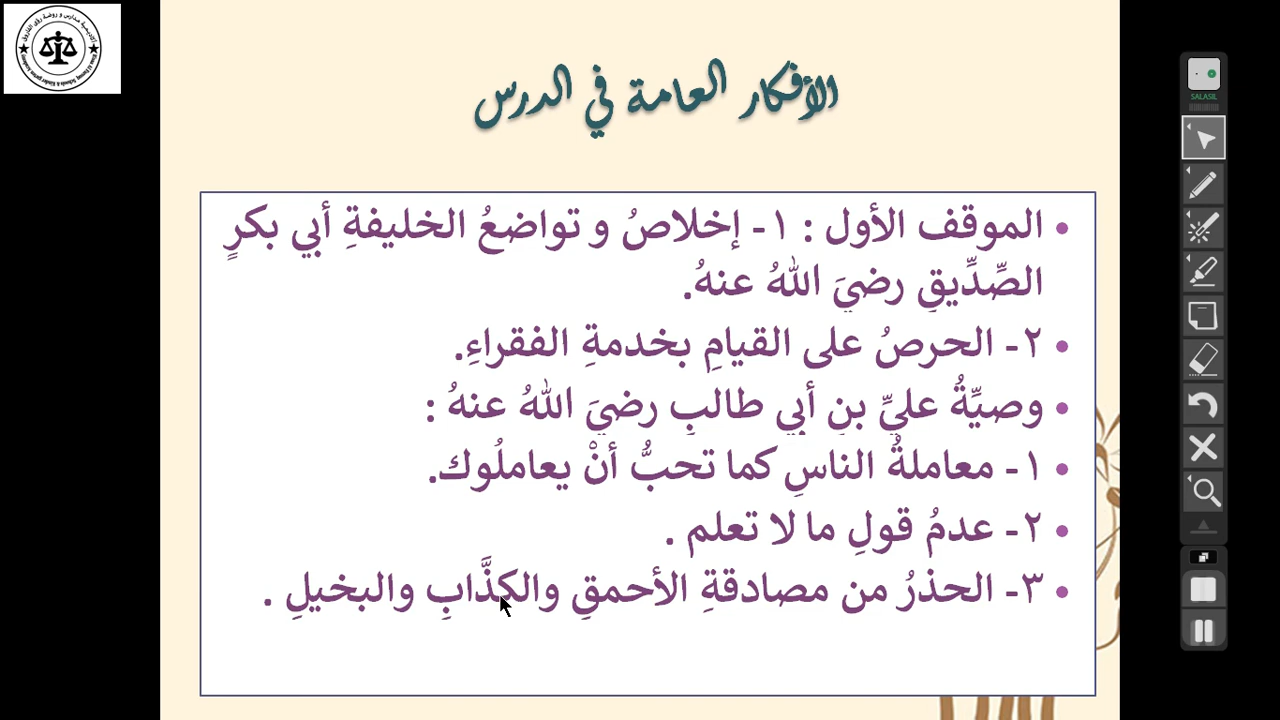 الأفكار العامة في الدرس
• الموقف الأول : ١- إخلاصُ و تواضعُ الخليفةِ أبي بكرٍ
الصِّدِّيقِ رضيَ اللهُ عنهُ.
• ٢- الحرصُ على القيامِ بخدمةِ الفقراءِ.
• وصيِّةُ عليِّ بنِ أبي طالبِ رضيَ اللهُ عنهُ :
• ١- معاملةُ الناسِ كما تحبُّ أنْ يعاملُوك.
• ٢- عدمُ قولِ ما لا تعلم .
• ٣- الحذرُ من مصادقةِ الأحمقِ والكذَّابِ والبخيلِ .
SALASIL